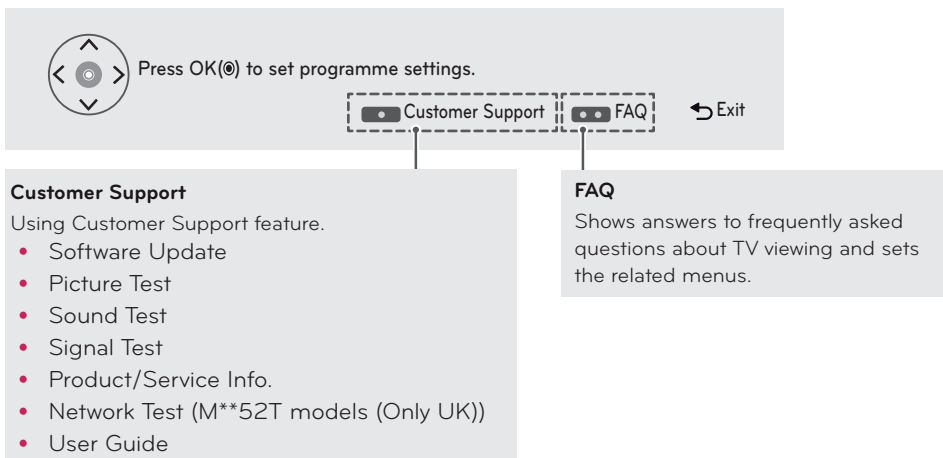 Press OK(◉) to set programme settings.
Customer Support FAQ Exit
Customer Support
Using Customer Support feature.
• Software Update
• Picture Test
• Sound Test
• Signal Test
• Product/Service Info.
• Network Test (M**52T models (Only UK))
• User Guide
FAQ
Shows answers to frequently asked
questions about TV viewing and sets
the related menus.